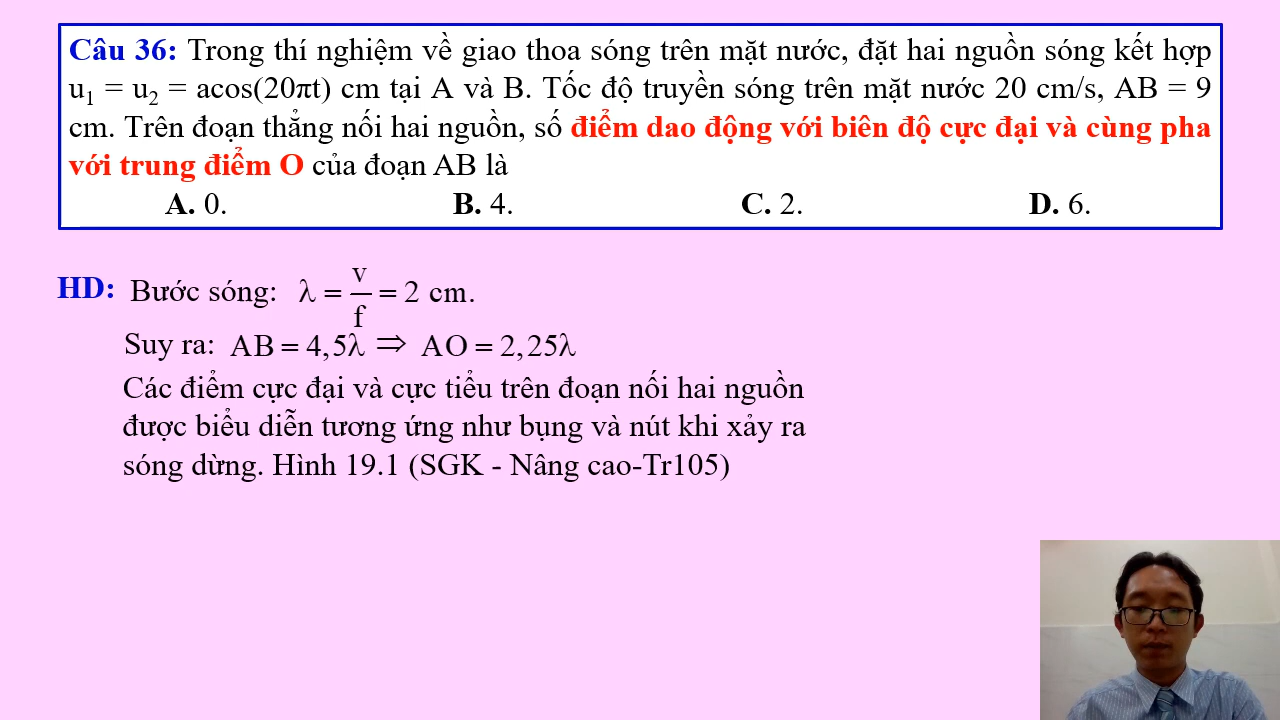 Câu 36: Trong thí nghiệm về giao thoa sóng trên mặt nước, đặt hai nguồn sóng kết hợp
u₁ = u₂ = acos(20πt) cm tại A và B. Tốc độ truyền sóng trên mặt nước 20 cm/s, AB = 9
cm. Trên đoạn thẳng nối hai nguồn, số điểm dao động với biên độ cực đại và cùng pha
với trung điểm O của đoạn AB là
A. 0. B. 4. C. 2. D. 6.
HD: Bước sóng: λ = v/f = 2 cm.
Suy ra: AB = 4,5λ ⇒ AO = 2,25λ
Các điểm cực đại và cực tiểu trên đoạn nối hai nguồn
được biểu diễn tương ứng như bụng và nút khi xảy ra
sóng dừng. Hình 19.1 (SGK - Nâng cao-Tr105)